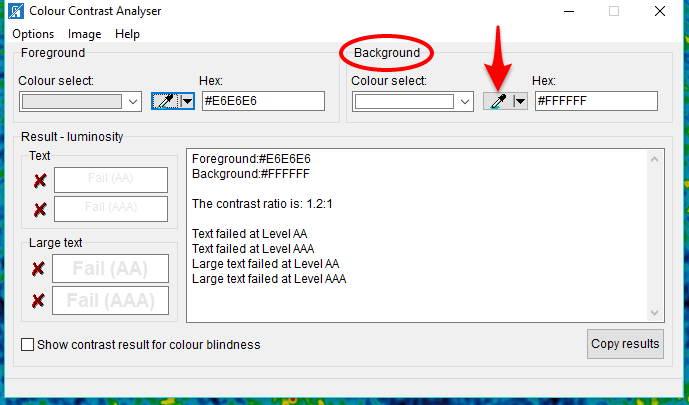 Colour Contrast Analyser
Options Image Help
Foreground
Colour select:
Hex:
#E6E6E6
Background
Colour select:
Hex:
#FFFFFF
Result - luminosity
Text
Fail (AA)
Fail (AAA)
Large text
Fail (AA)
Fail (AAA)
Foreground:#E6E6E6
Background:#FFFFFF
The contrast ratio is: 1.2:1
Text failed at Level AA
Text failed at Level AAA
Large text failed at Level AA
Large text failed at Level AAA
Show contrast result for colour blindness
Copy results